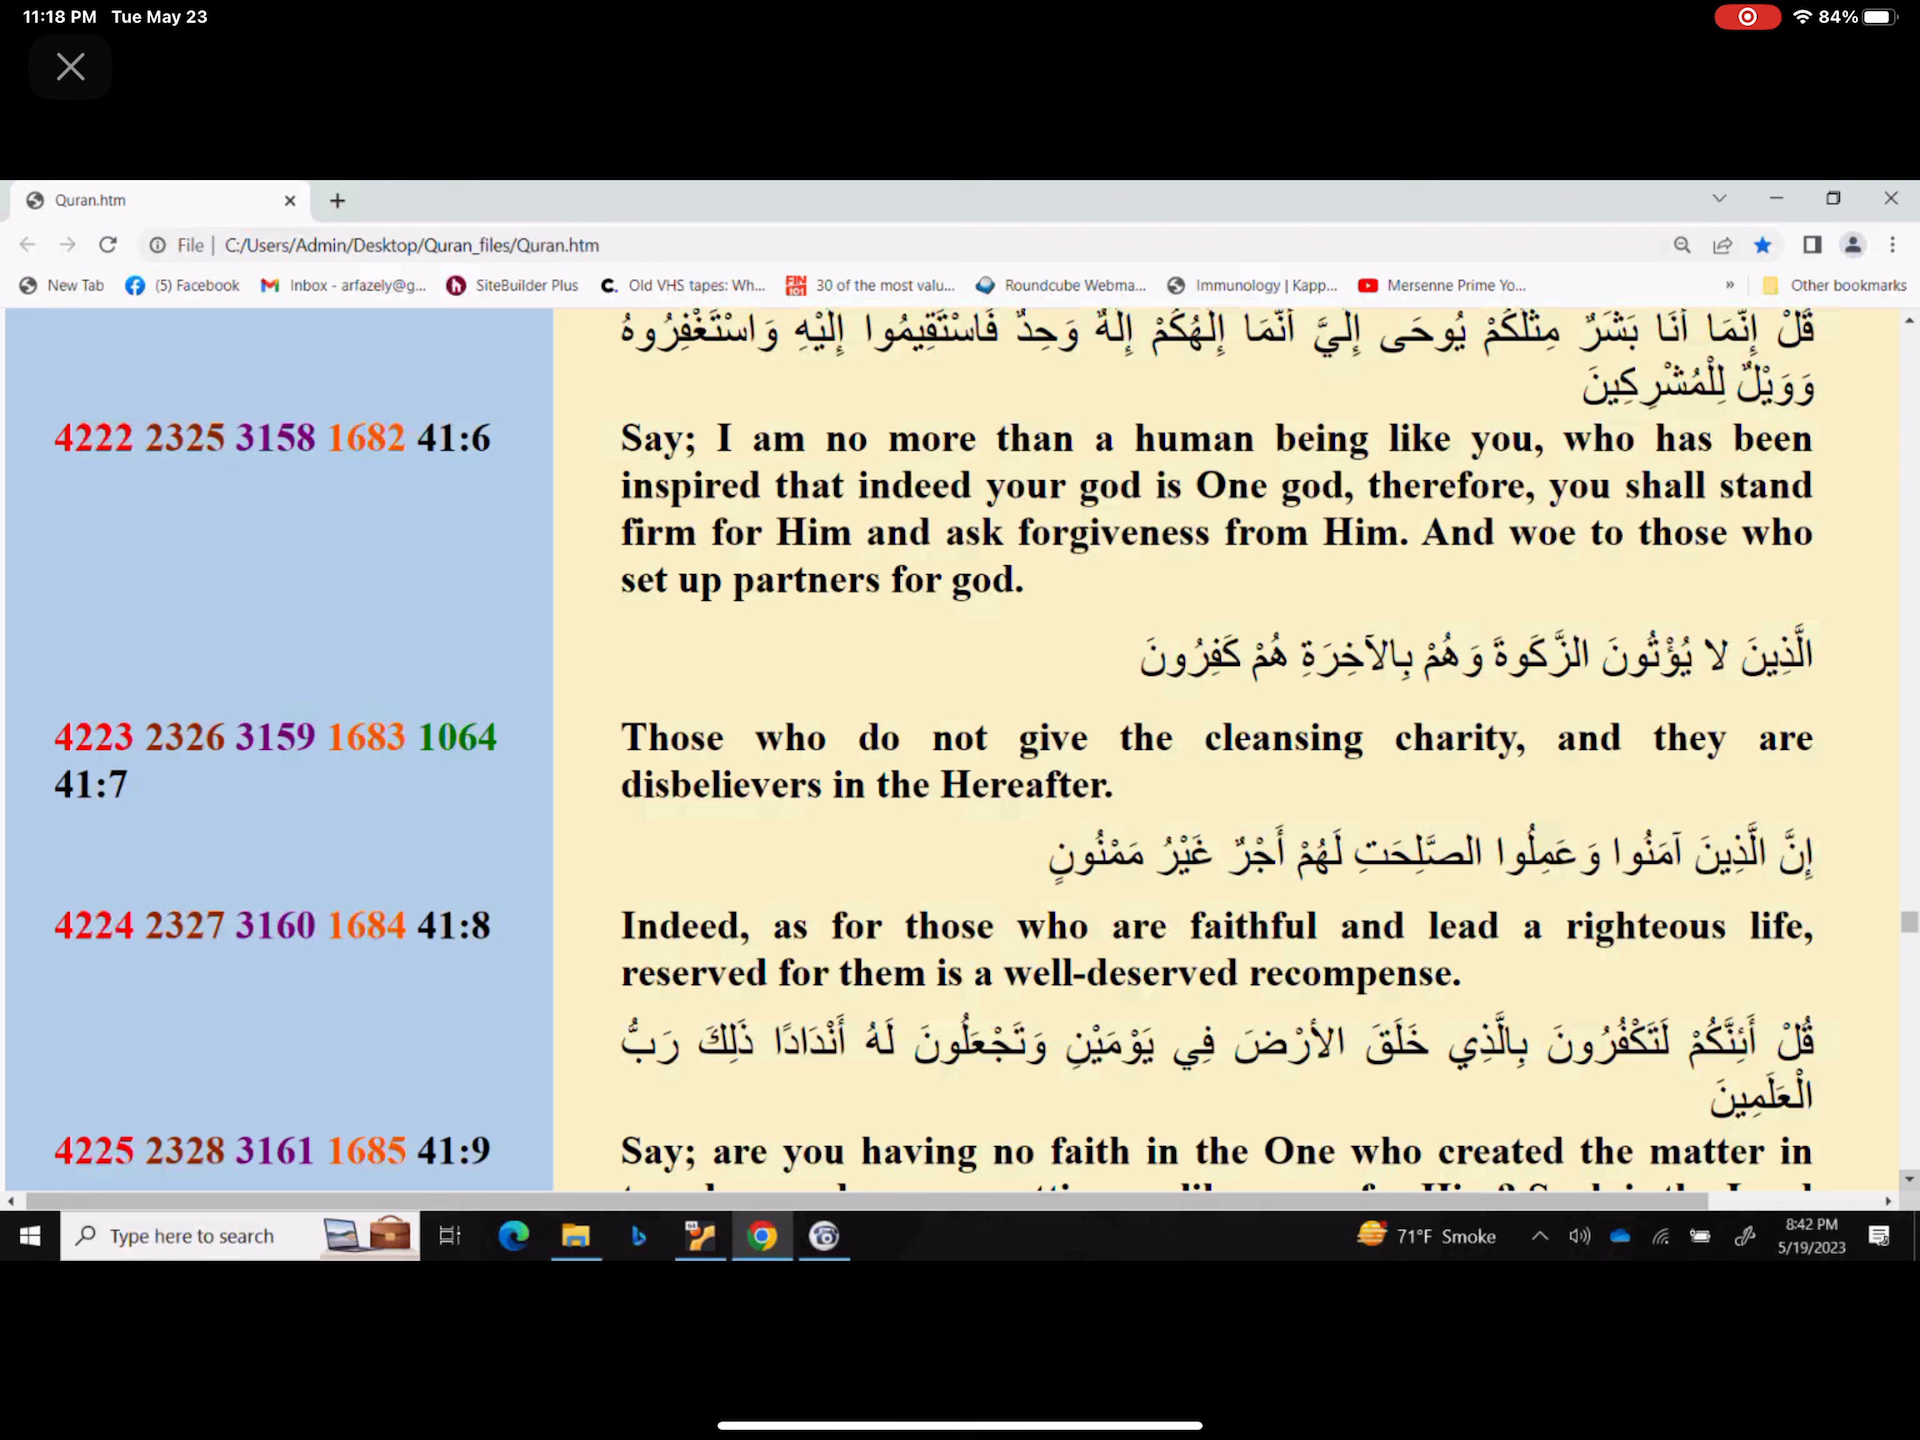 11:18 PM Tue May 23
84%
Quran.htm
File | C:/Users/Admin/Desktop/Quran_files/Quran.htm
New Tab (5) Facebook Inbox - arfazely@g... SiteBuilder Plus Old VHS tapes: Wh... FIN 101 30 of the most valu... Roundcube Webma... Immunology | Kapp... Mersenne Prime Yo... » Other bookmarks
قُلْ إِنَّمَا أَنَا بَشَرٌ مِثْلُكُمْ يُوحَى إِلَيَّ أَنَّمَا إِلَهُكُمْ إِلَهٌ وَحِدٌ فَاسْتَقِيمُوا إِلَيْهِ وَاسْتَغْفِرُوهُ
وَوَيْلٌ لِلْمُشْرِكِينَ
4222 2325 3158 1682 41:6 Say; I am no more than a human being like you, who has been
inspired that indeed your god is One god, therefore, you shall stand
firm for Him and ask forgiveness from Him. And woe to those who
set up partners for god.
الَّذِينَ لا يُؤْتُونَ الزَّكَوةَ وَهُمْ بِالآخِرَةِ هُمْ كَفِرُونَ
4223 2326 3159 1683 1064 Those who do not give the cleansing charity, and they are
41:7 disbelievers in the Hereafter.
إِنَّ الَّذِينَ آمَنُوا وَعَمِلُوا الصَّلِحَتِ لَهُمْ أَجْرٌ غَيْرُ مَمْنُونٍ
4224 2327 3160 1684 41:8 Indeed, as for those who are faithful and lead a righteous life,
reserved for them is a well-deserved recompense.
قُلْ أَئِنَّكُمْ لَتَكْفُرُونَ بِالَّذِي خَلَقَ الأرْضَ فِي يَوْمَيْنِ وَتَجْعَلُونَ لَهُ أَنْدَادًا ذَلِكَ رَبُّ
الْعَلَمِينَ
4225 2328 3161 1685 41:9 Say; are you having no faith in the One who created the matter in
Type here to search 71°F Smoke 8:42 PM
5/19/2023